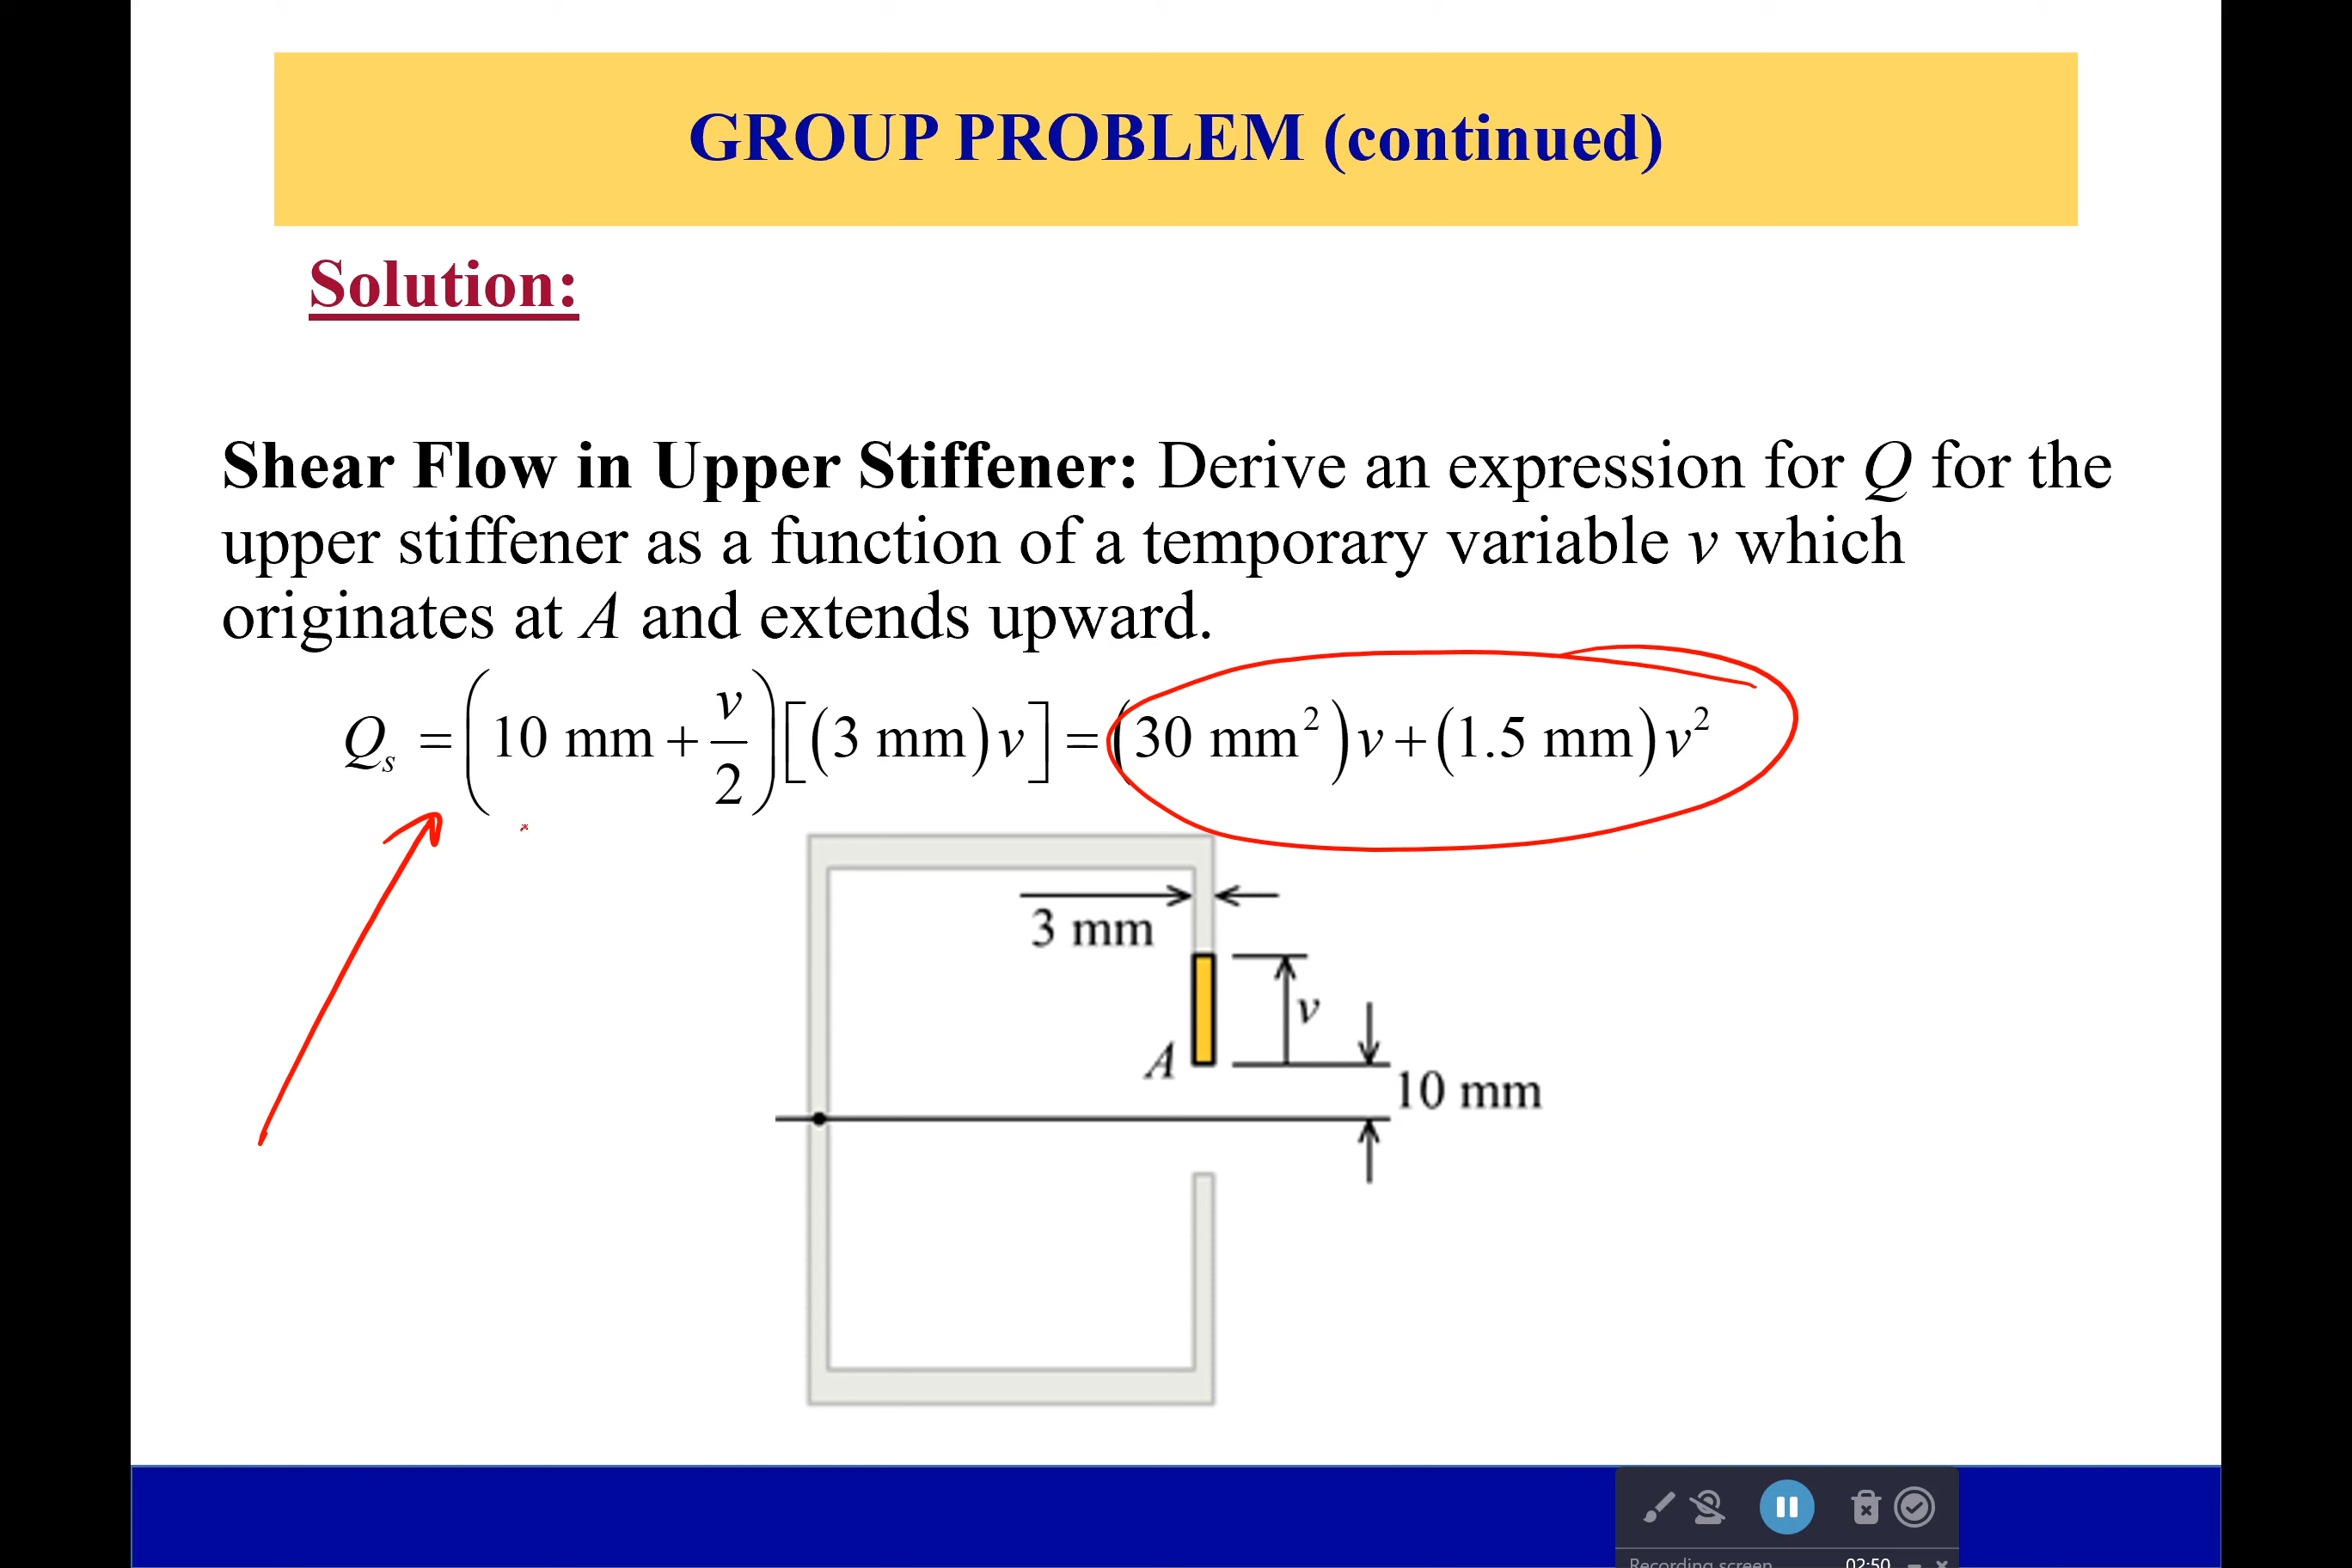 GROUP PROBLEM (continued)
Solution:
Shear Flow in Upper Stiffener: Derive an expression for Q for the
upper stiffener as a function of a temporary variable v which
originates at A and extends upward.
Qₛ = (10 mm + v/2)[(3 mm)v] = (30 mm²)v + (1.5 mm)v²
3 mm
v
A
10 mm
Recording screen 02:50